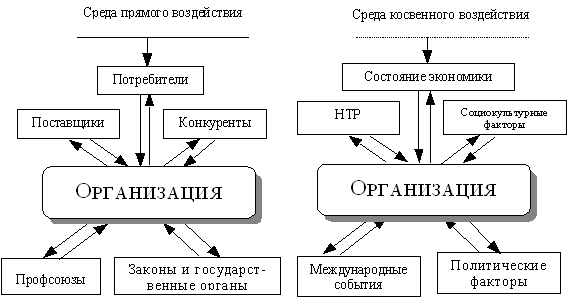 Среда прямого воздействия
Потребители
Поставщики
Конкуренты
Организация
Профсоюзы
Законы и государст-
венные органы
Среда косвенного воздействия
Состояние экономики
НТР
Социокультурные
факторы
Организация
Международные
события
Политические
факторы